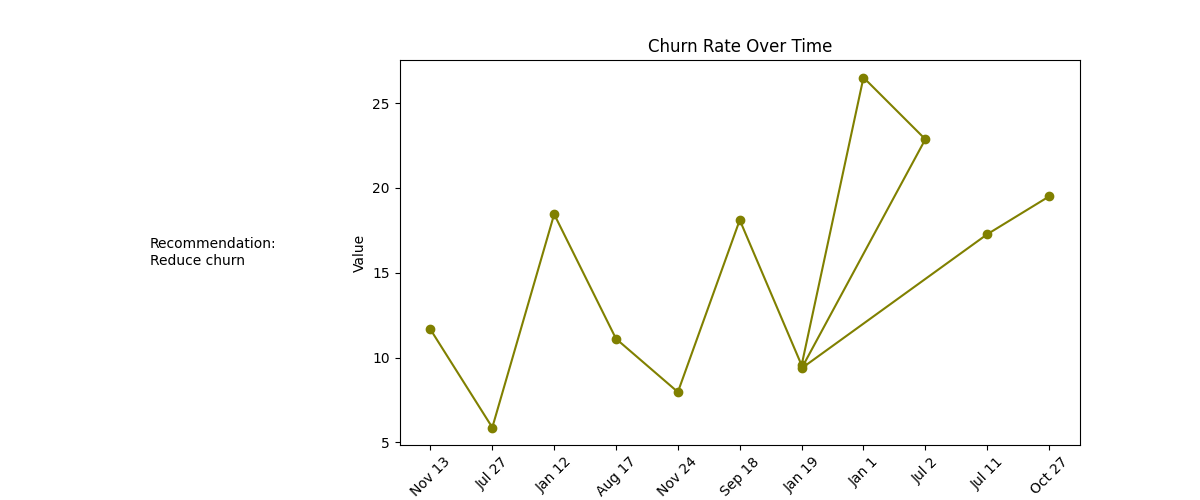 Churn Rate Over Time
Recommendation:
Reduce churn
Value
25
20
15
10
5
Nov 13
Jul 27
Jan 12
Aug 17
Nov 24
Sep 18
Jan 19
Jan 1
Jul 2
Jul 11
Oct 27